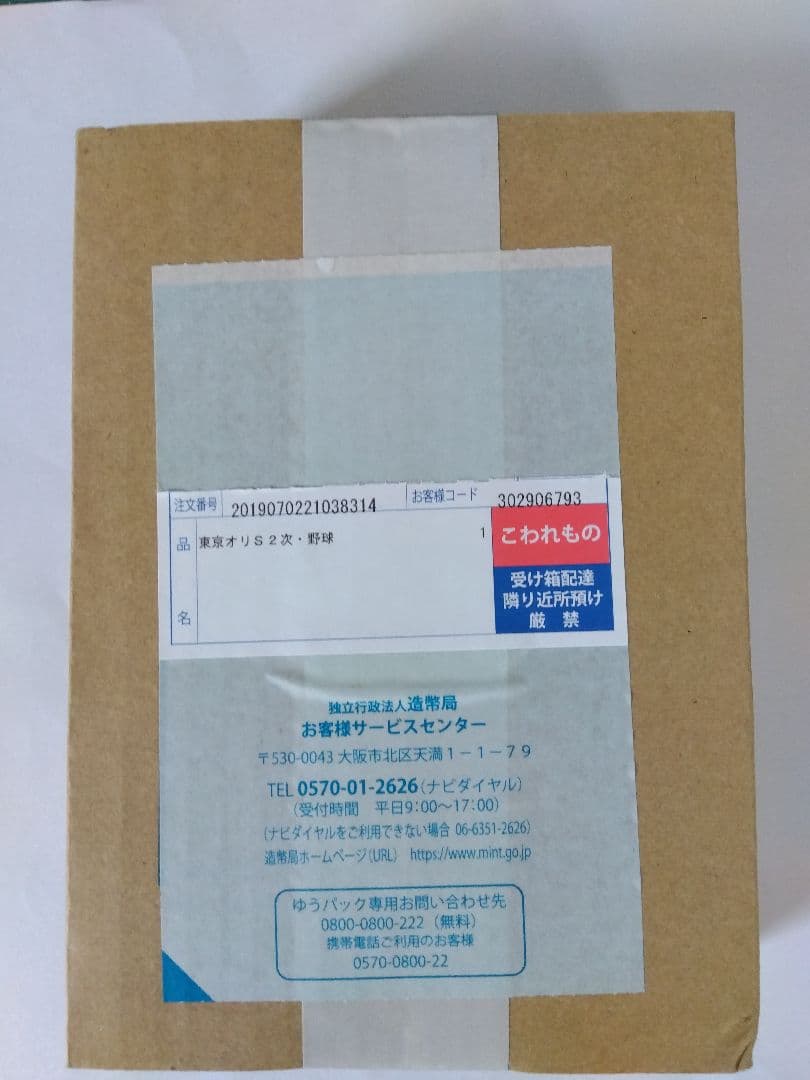 注文番号 2019070221038314 お客様コード 302906793
品名 東京オリS2次・野球 1
こわれもの
受け箱配達
隣り近所預け
厳 禁
独立行政法人造幣局
お客様サービスセンター
〒530-0043 大阪市北区天満1-1-79
TEL 0570-01-2626(ナビダイヤル)
(受付時間 平日9:00~17:00)
(ナビダイヤルをご利用できない場合 06-6351-2626)
造幣局ホームページ(URL) https://www.mint.go.jp
ゆうパック専用お問い合わせ先
0800-0800-222(無料)
携帯電話ご利用のお客様
0570-0800-22